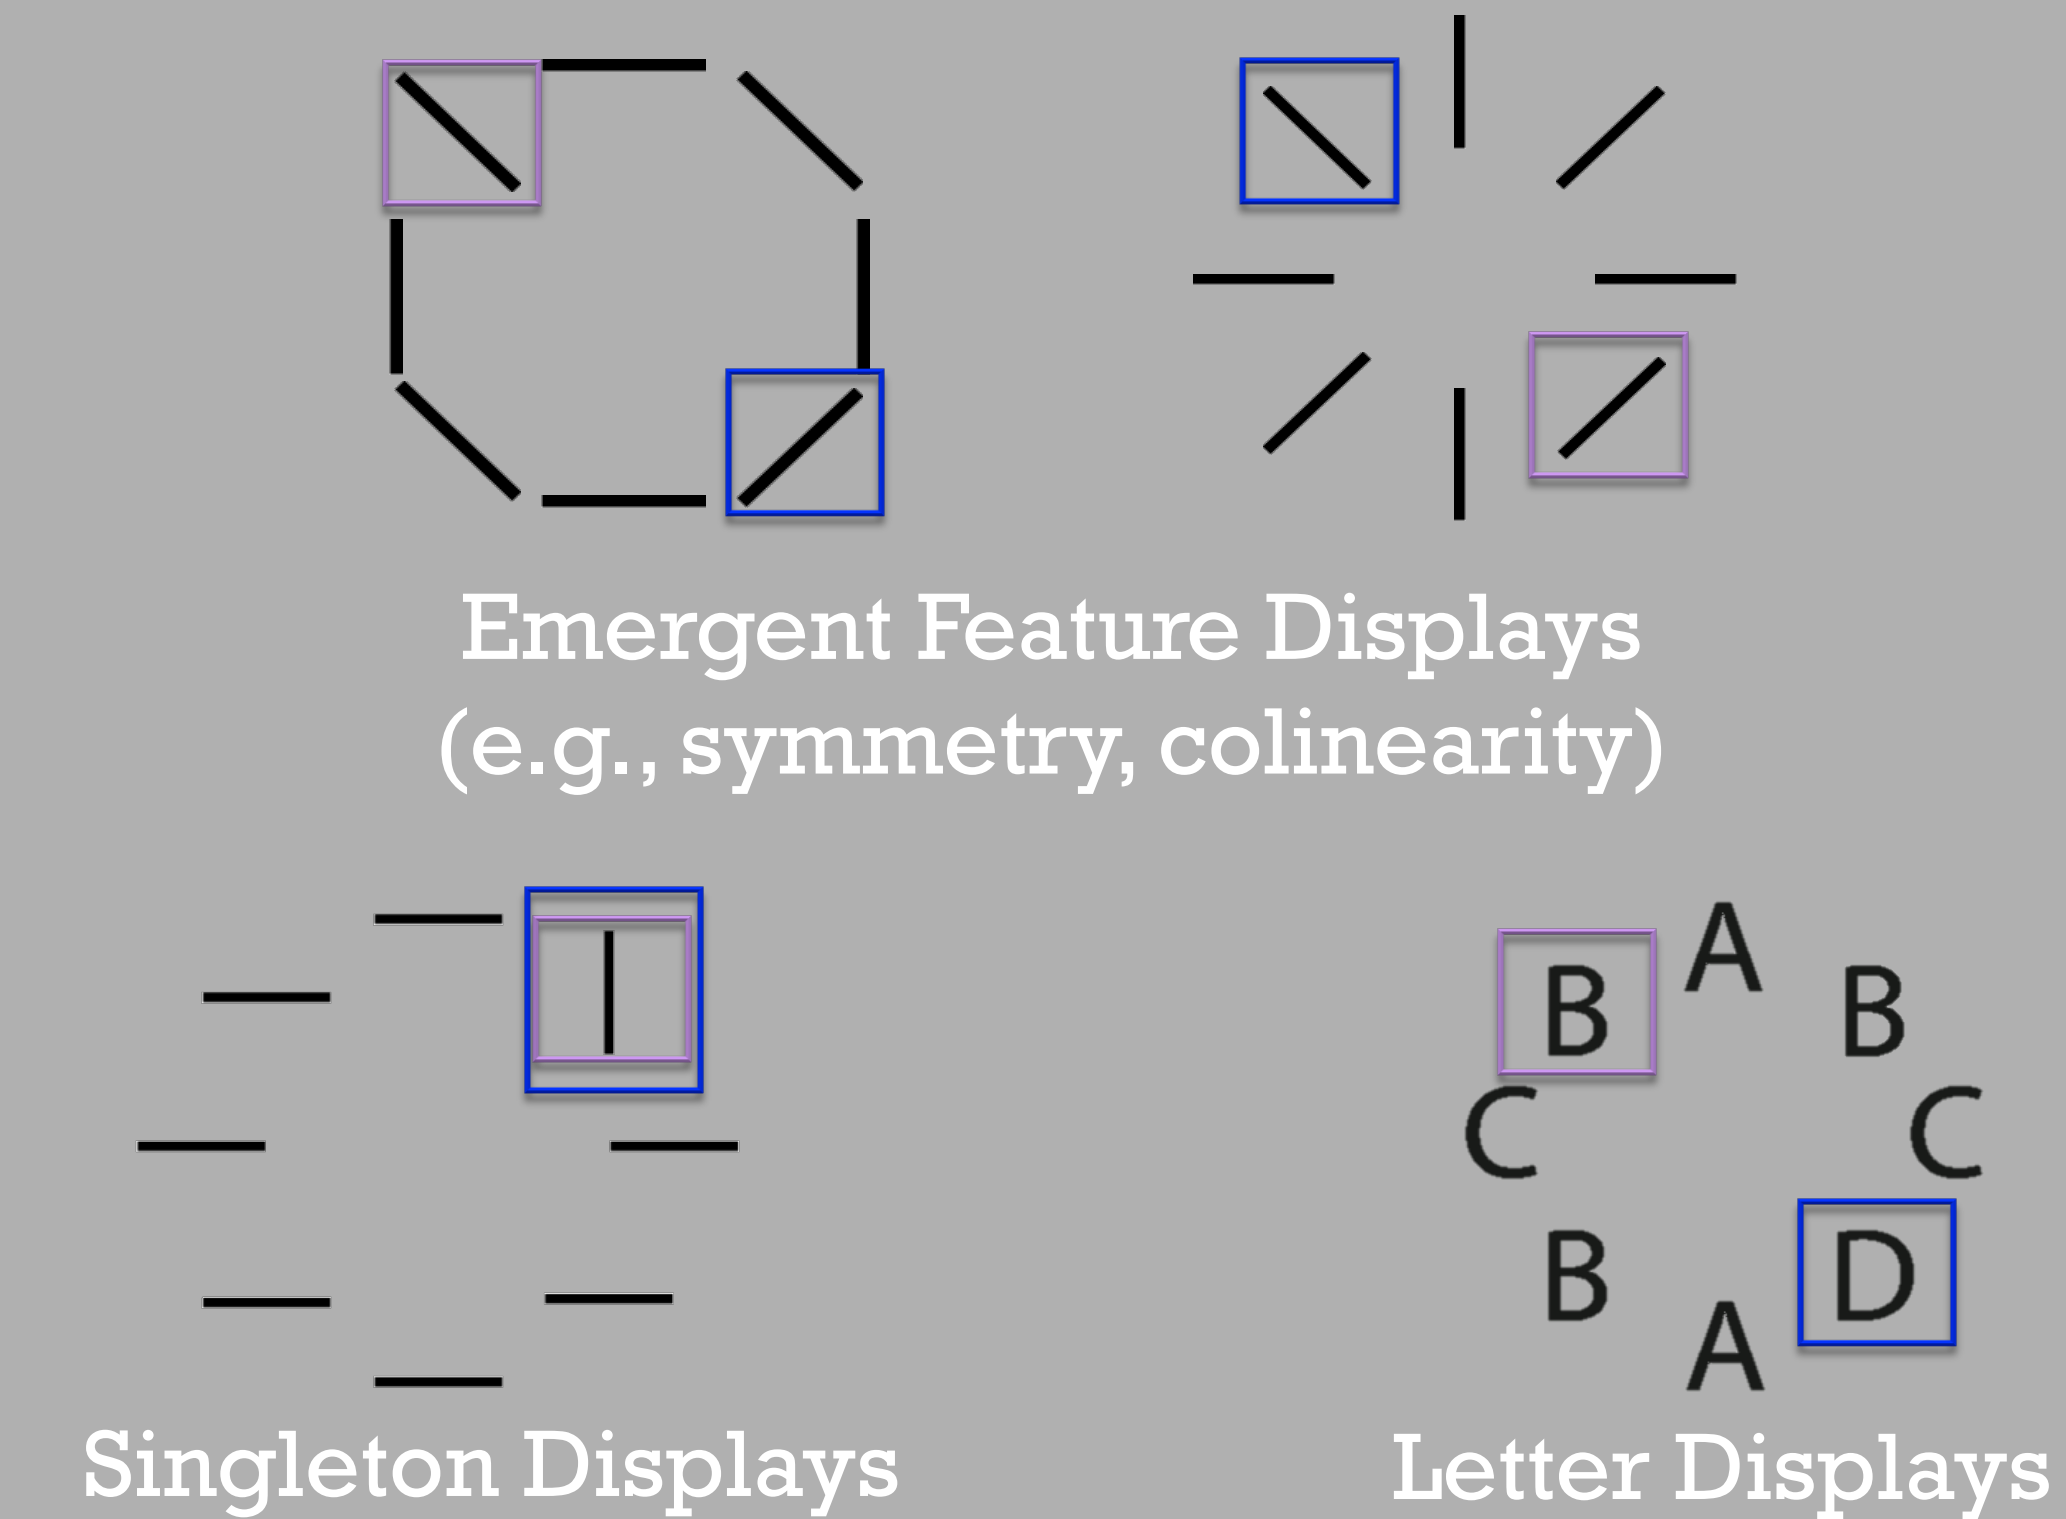 Emergent Feature Displays
(e.g., symmetry, colinearity)
A
B B
C C
B D
A
Singleton Displays
Letter Displays